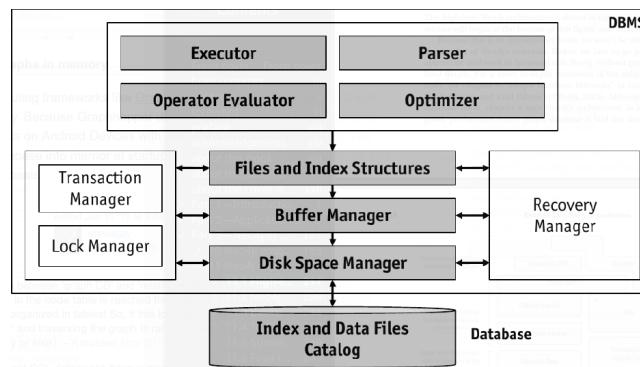 DBMS
Executor
Parser
Operator Evaluator
Optimizer
Files and Index Structures
Transaction
Manager
Lock Manager
Buffer Manager
Disk Space Manager
Recovery
Manager
Index and Data Files
Catalog
Database